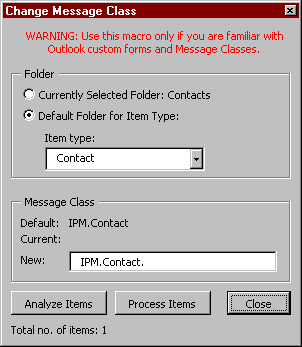 Change Message Class
WARNING: Use this macro only if you are familiar with
Outlook custom forms and Message Classes.
Folder
Currently Selected Folder: Contacts
Default Folder for Item Type:
Item type:
Contact
Message Class
Default: IPM.Contact
Current:
New: IPM.Contact.
Analyze Items Process Items Close
Total no. of items: 1